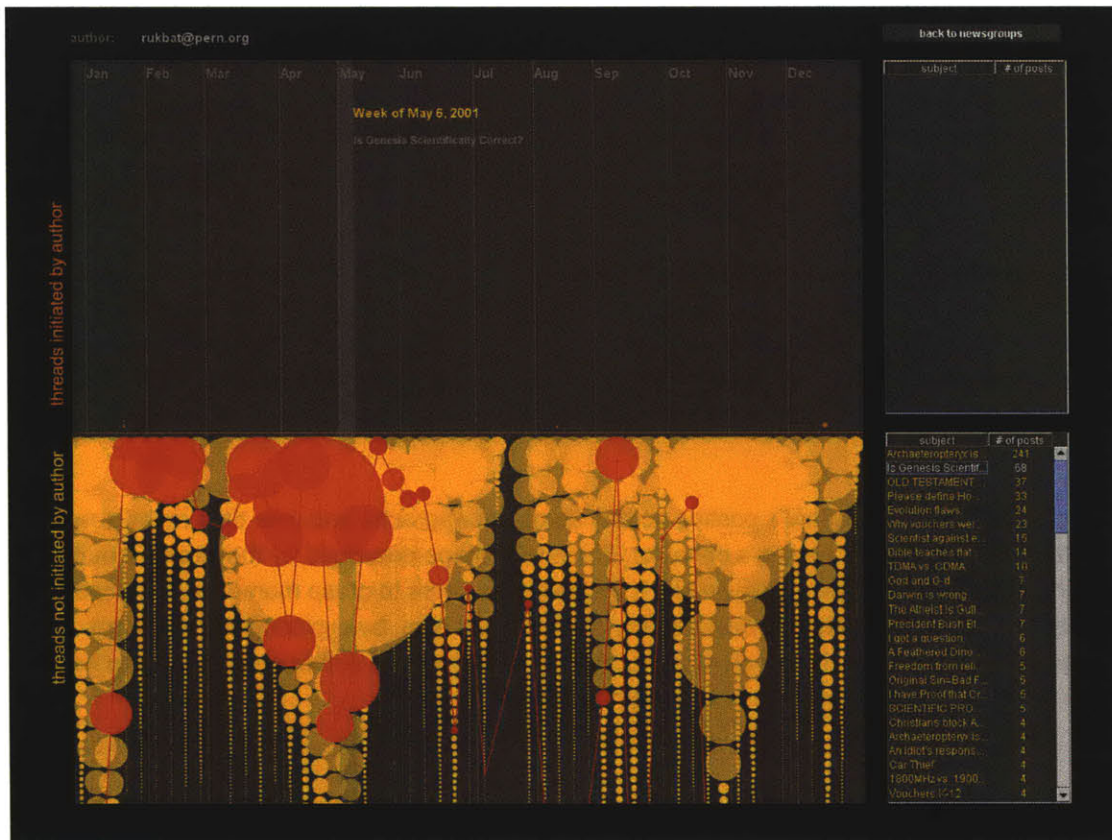 author: rukbat@pern.org
back to newsgroups
Jan Feb Mar Apr May Jun Jul Aug Sep Oct Nov Dec
subject # of posts
Week of May 6, 2001
Is Genesis Scientifically Correct?
threads initiated by author
threads not initiated by author
subject # of posts
Archaeropteryx is... 241
Is Genesis Scientif... 68
OLD TESTAMENT... 37
Please define Ho... 33
Evolution flaws... 24
Why vouchers wer... 23
Scientist against e... 15
Bible teaches flat... 14
TDMA vs. CDMA... 10
God and G-d 7
Darwin is wrong 7
The Atheist is Guil... 7
President Bush Et... 7
I got a question 6
A Feathered Dino... 6
Freedom from reli... 5
Original Sin=Bad F... 5
I have Proof that Cr... 5
SCIENTIFIC PRO... 5
Christians block A... 4
Archaeropteryx is... 4
An idiot's respons... 4
Car Thief 4
1800MHz vs. 1900... 4
Vouchers K-12 4